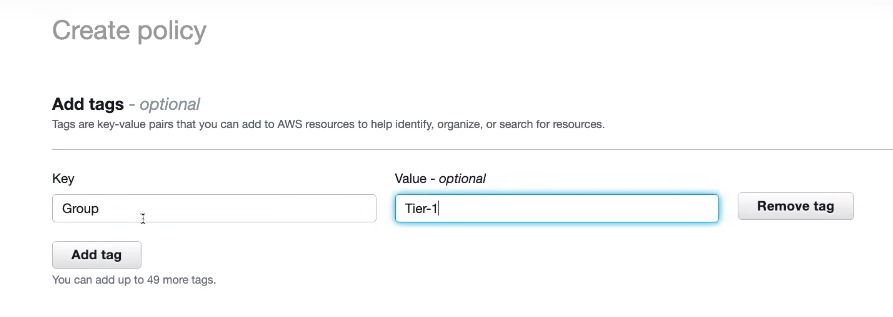 Create policy
Add tags - optional
Tags are key-value pairs that you can add to AWS resources to help identify, organize, or search for resources.
Key
Value - optional
Group
Tier-1
Remove tag
Add tag
You can add up to 49 more tags.